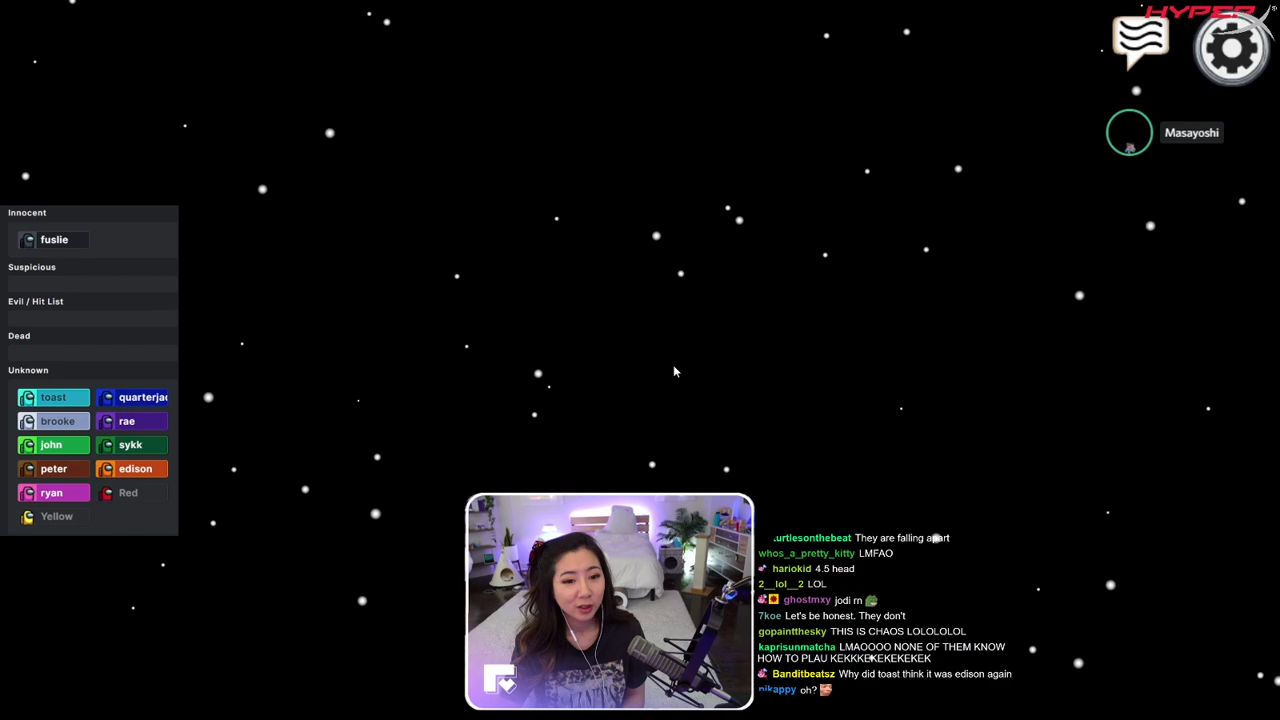 HYPER
Masayoshi
Innocent
fuslie
Suspicious
Evil / Hit List
Dead
Unknown
toast
quarterjac
brooke
rae
john
sykk
peter
edison
ryan
Red
Yellow
.urtlesonthebeat They are falling apart
whos_a_pretty_kitty LMFAO
hariokid 4.5 head
2__lol__2 LOL
ghostmxy jodi rn
7koe Let's be honest. They don't
gopaintthesky THIS IS CHAOS LOLOLOLOL
kaprisunmatcha LMAOOOO NONE OF THEM KNOW
HOW TO PLAU KEKKKEKEKEKEKEK
Banditbeatsz Why did toast think it was edison again
nikappy oh?